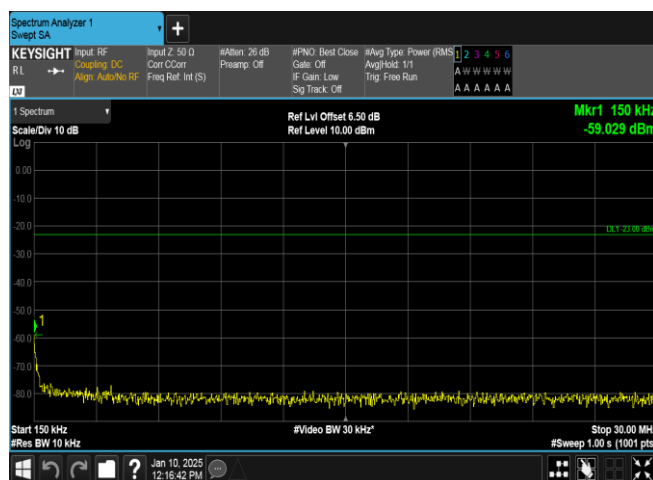 Spectrum Analyzer 1
Swept SA
+
KEYSIGHT
RL
LXI
Input: RF
Coupling: DC
Align: Auto/No RF
Input Z: 50 Ω
Corr CCorr
Freq Ref: Int (S)
#Atten: 26 dB
Preamp: Off
#PNO: Best Close
Gate: Off
IF Gain: Low
Sig Track: Off
#Avg Type: Power (RMS
Avg|Hold: 1/1
Trig: Free Run
1 2 3 4 5 6
A W W W W W
A A A A A A
1 Spectrum
Scale/Div 10 dB
Log
Ref Lvl Offset 6.50 dB
Ref Level 10.00 dBm
Mkr1 150 kHz
-59.029 dBm
0.00
-10.0
-20.0
DL1 -23.00 dBm
-30.0
-40.0
-50.0
1
-60.0
-70.0
-80.0
Start 150 kHz
#Res BW 10 kHz
#Video BW 30 kHz*
Stop 30.00 MHz
#Sweep 1.00 s (1001 pts
?
Jan 10, 2025
12:16:42 PM